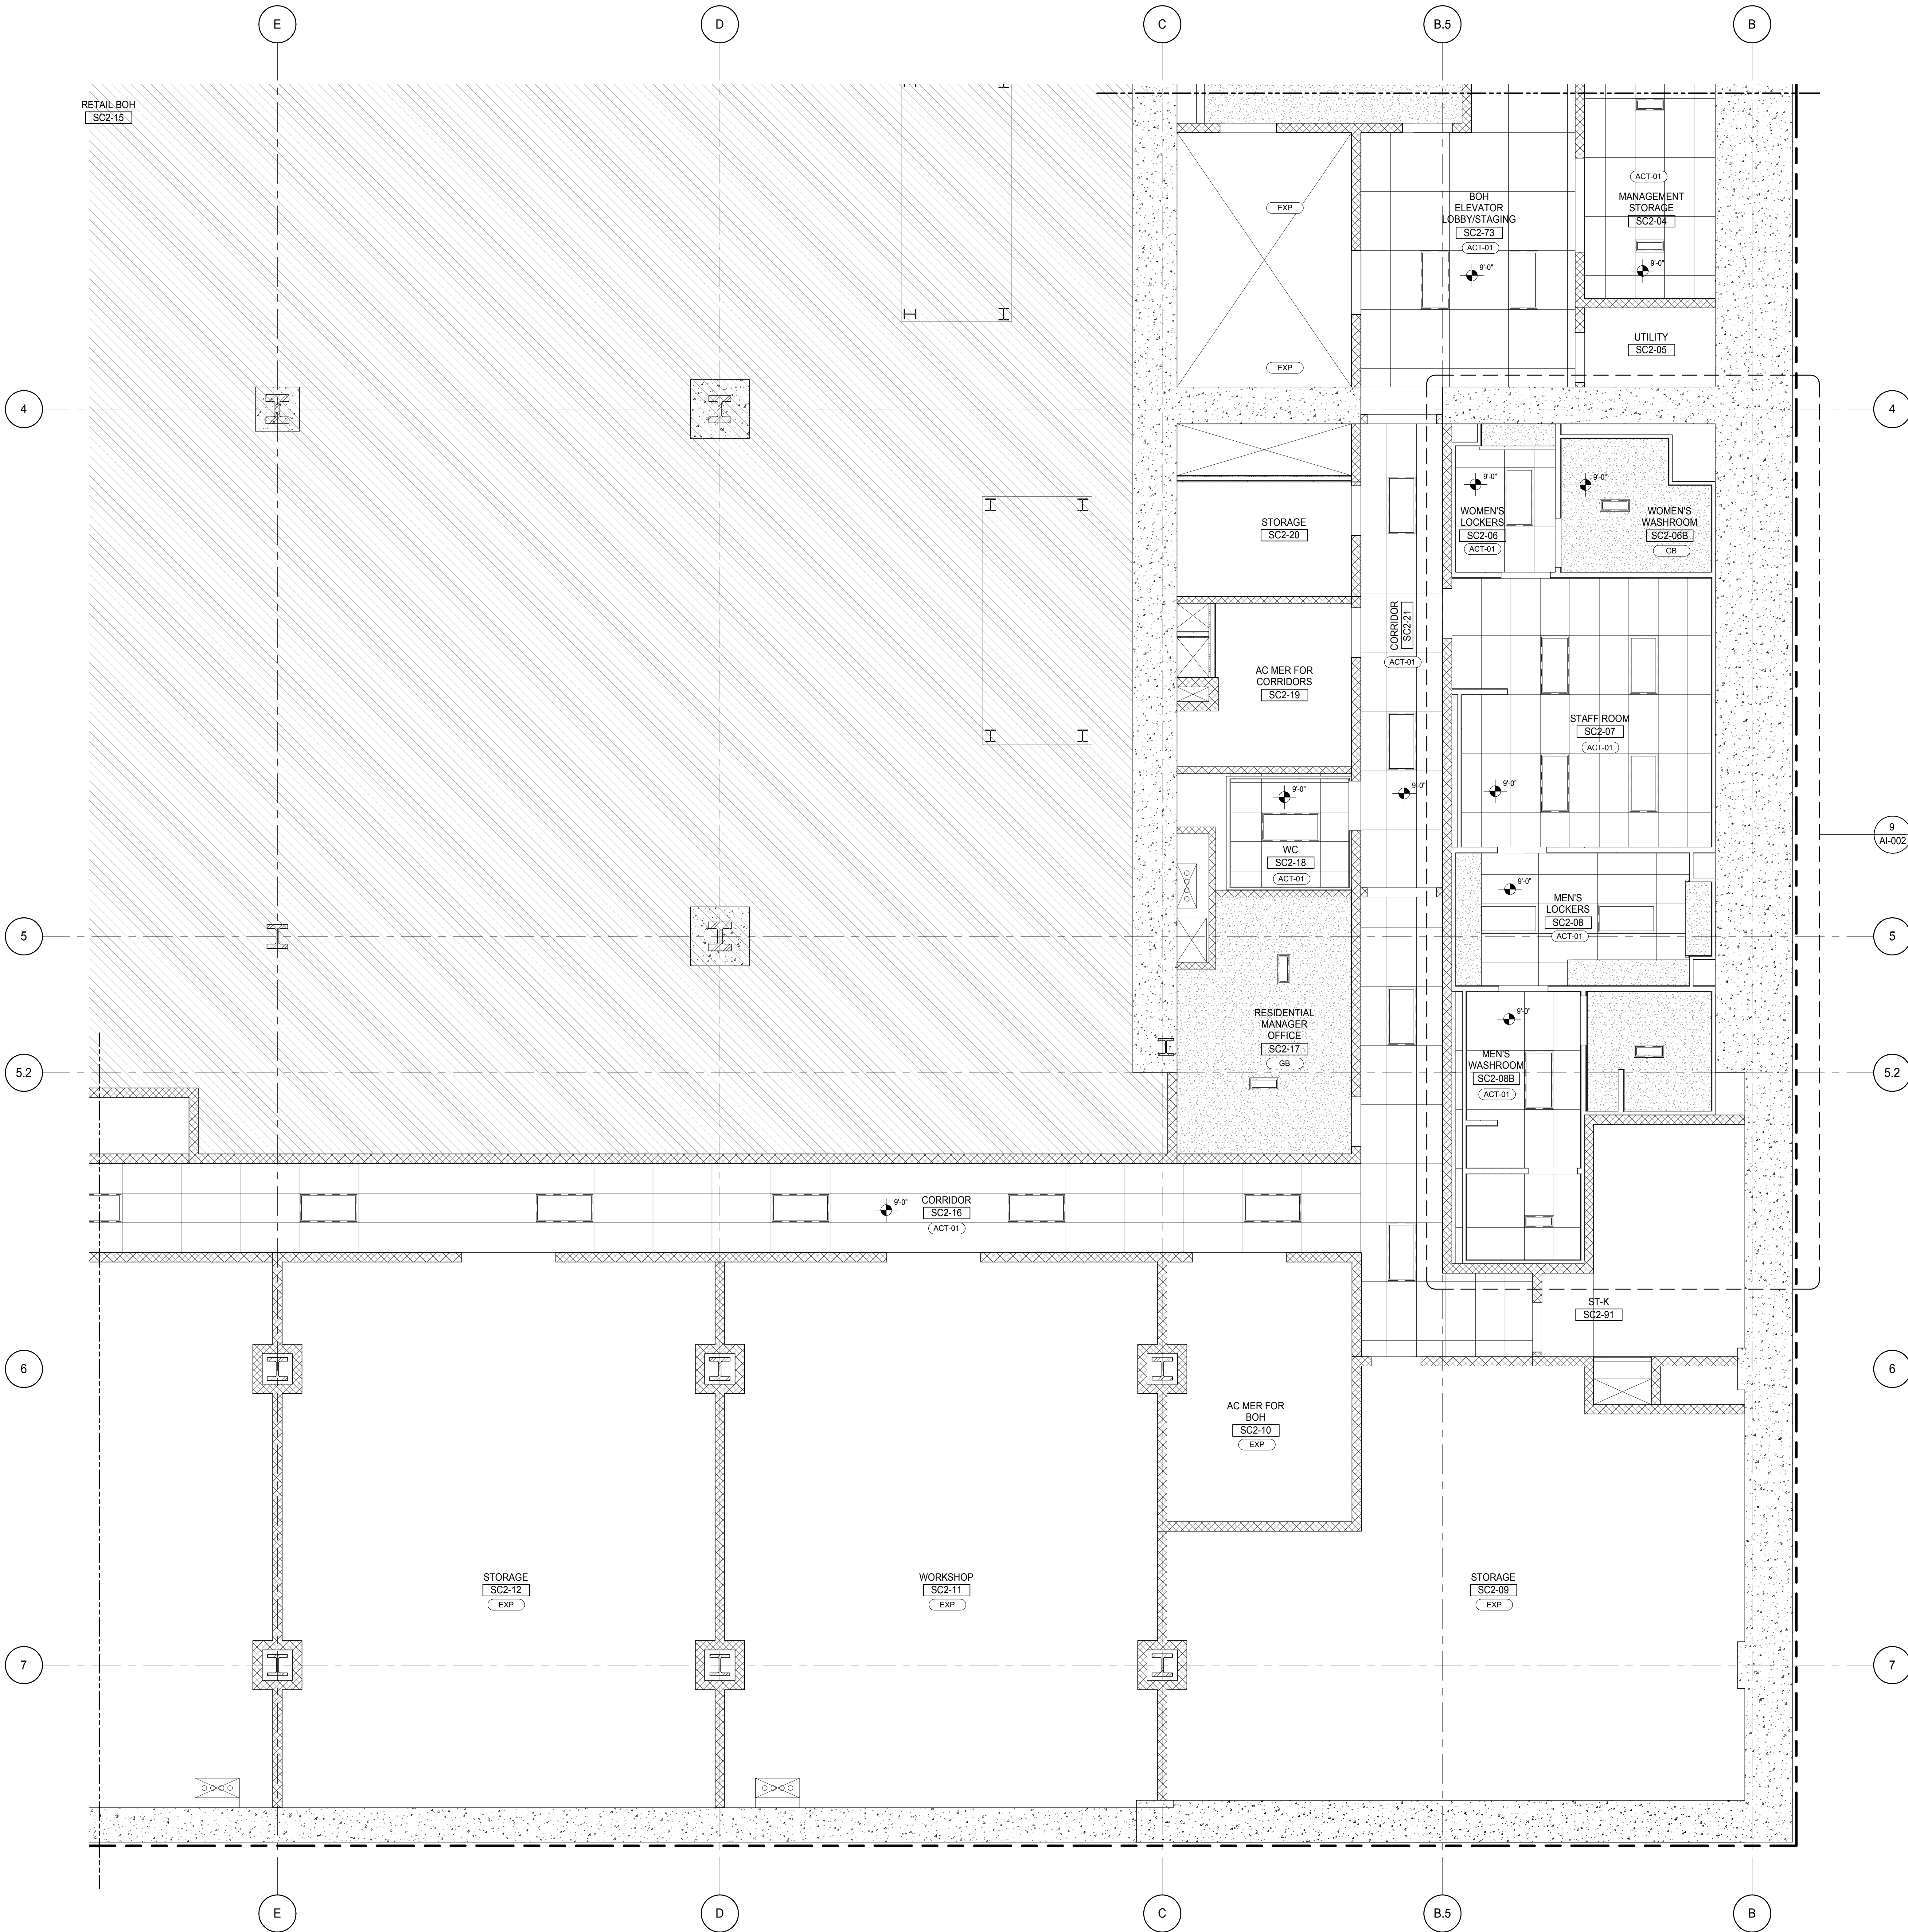 E
D
C
B.5
B
RETAIL BOH
SC2-15
EXP
EXP
BOH
ELEVATOR
LOBBY/STAGING
SC2-73
ACT-01
9'-0"
ACT-01
MANAGEMENT
STORAGE
SC2-04
9'-0"
UTILITY
SC2-05
4
4
STORAGE
SC2-20
9'-0"
WOMEN'S
LOCKERS
SC2-06
ACT-01
9'-0"
WOMEN'S
WASHROOM
SC2-06B
GB
CORRIDOR
SC2-21
ACT-01
9'-0"
AC MER FOR
CORRIDORS
SC2-19
STAFF ROOM
SC2-07
ACT-01
9'-0"
9'-0"
WC
SC2-18
ACT-01
9
AI-002
9'-0"
MEN'S
LOCKERS
SC2-08
ACT-01
5
5
RESIDENTIAL
MANAGER
OFFICE
SC2-17
GB
9'-0"
MEN'S
WASHROOM
SC2-08B
ACT-01
5.2
5.2
9'-0"
CORRIDOR
SC2-16
ACT-01
ST-K
SC2-91
6
6
AC MER FOR
BOH
SC2-10
EXP
STORAGE
SC2-12
EXP
WORKSHOP
SC2-11
EXP
STORAGE
SC2-09
EXP
7
7
E
D
C
B.5
B